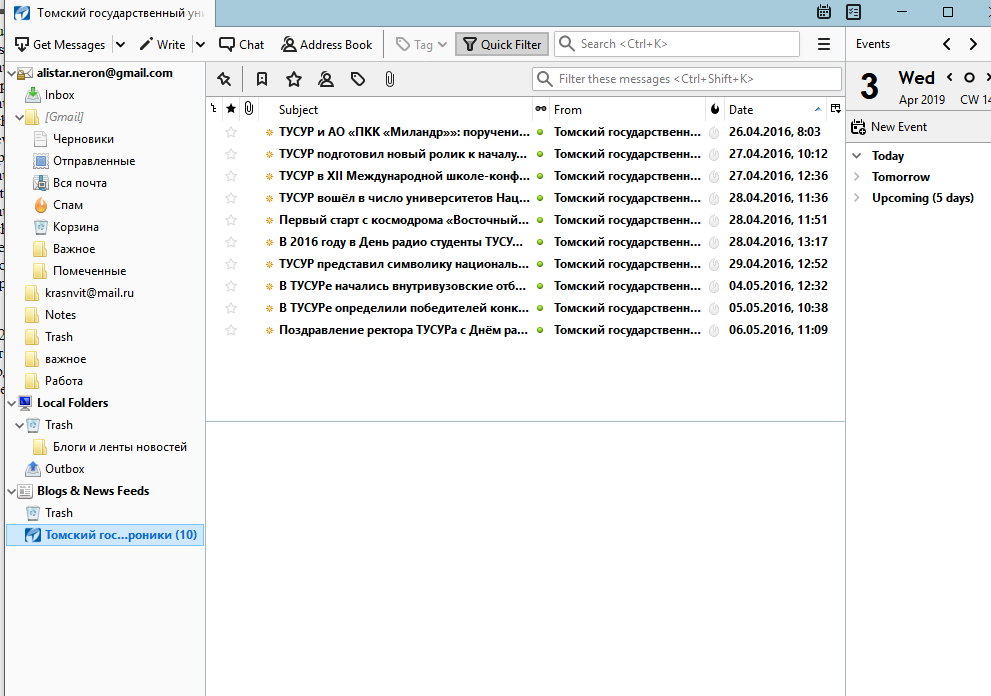 Томский государственный уни
Get Messages Write Chat Address Book Tag Quick Filter Search <Ctrl+K>
Events
alistar.neron@gmail.com
Inbox
[Gmail]
Черновики
Отправленные
Вся почта
Спам
Корзина
Важное
Помеченные
krasnvit@mail.ru
Notes
Trash
важное
Работа
Local Folders
Trash
Блоги и ленты новостей
Outbox
Blogs & News Feeds
Trash
Томский гос...роники (10)
Filter these messages <Ctrl+Shift+K>
Subject From Date
ТУСУР и АО «ПКК «Миландр»»: поручени... Томский государственн... 26.04.2016, 8:03
ТУСУР подготовил новый ролик к началу... Томский государственн... 27.04.2016, 10:12
ТУСУР в XII Международной школе-конф... Томский государственн... 27.04.2016, 12:36
ТУСУР вошёл в число университетов Нац... Томский государственн... 28.04.2016, 11:36
Первый старт с космодрома «Восточный... Томский государственн... 28.04.2016, 11:51
В 2016 году в День радио студенты ТУСУ... Томский государственн... 28.04.2016, 13:17
ТУСУР представил символику националь... Томский государственн... 29.04.2016, 12:52
В ТУСУРе начались внутривузовские отб... Томский государственн... 04.05.2016, 12:32
В ТУСУРе определили победителей конк... Томский государственн... 05.05.2016, 10:38
Поздравление ректора ТУСУРа с Днём ра... Томский государственн... 06.05.2016, 11:09
3 Wed
Apr 2019 CW 14
New Event
Today
Tomorrow
Upcoming (5 days)